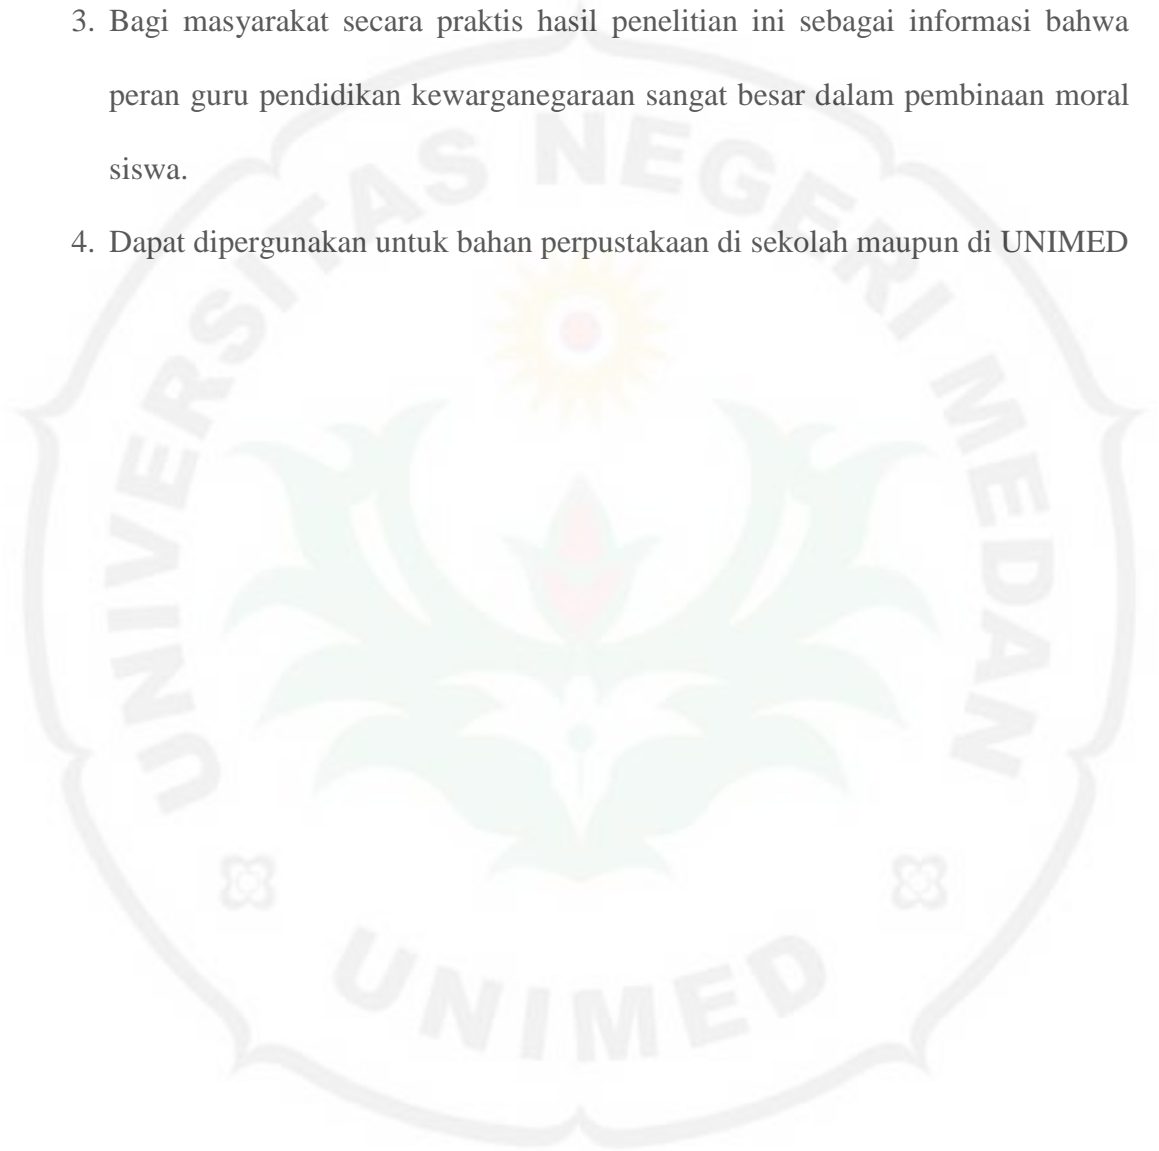 3. Bagi masyarakat secara praktis hasil penelitian ini sebagai informasi bahwa
peran guru pendidikan kewarganegaraan sangat besar dalam pembinaan moral
siswa.
4. Dapat dipergunakan untuk bahan perpustakaan di sekolah maupun di UNIMED
UNIVERSITAS NEGERI MEDAN
UNIMED